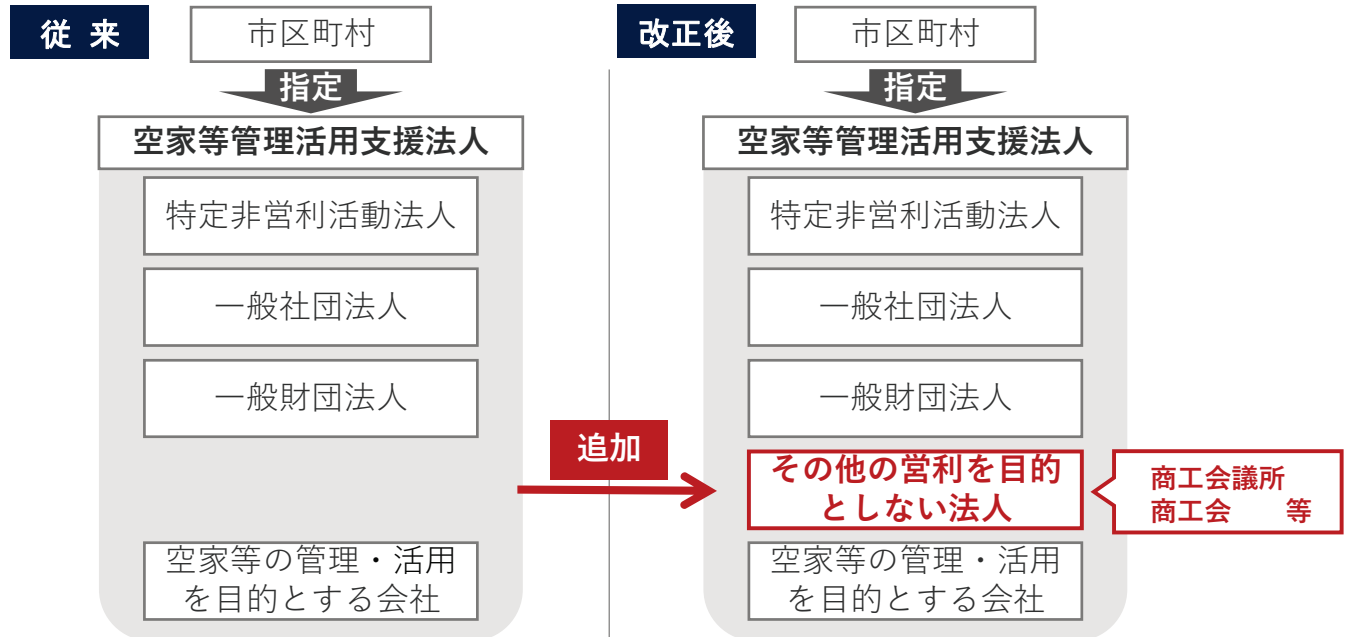 従 来
市区町村
指定
空家等管理活用支援法人
特定非営利活動法人
一般社団法人
一般財団法人
空家等の管理・活用
を目的とする会社
追加
改正後
市区町村
指定
空家等管理活用支援法人
特定非営利活動法人
一般社団法人
一般財団法人
その他の営利を目的
としない法人
商工会議所
商工会 等
空家等の管理・活用
を目的とする会社